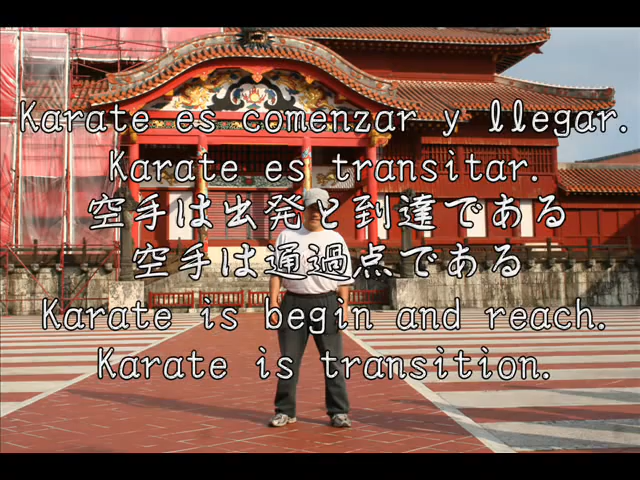 Karate es comenzar y llegar.
Karate es transitar.
空手は出発と到達である
空手は通過点である
Karate is begin and reach.
Karate is transition.